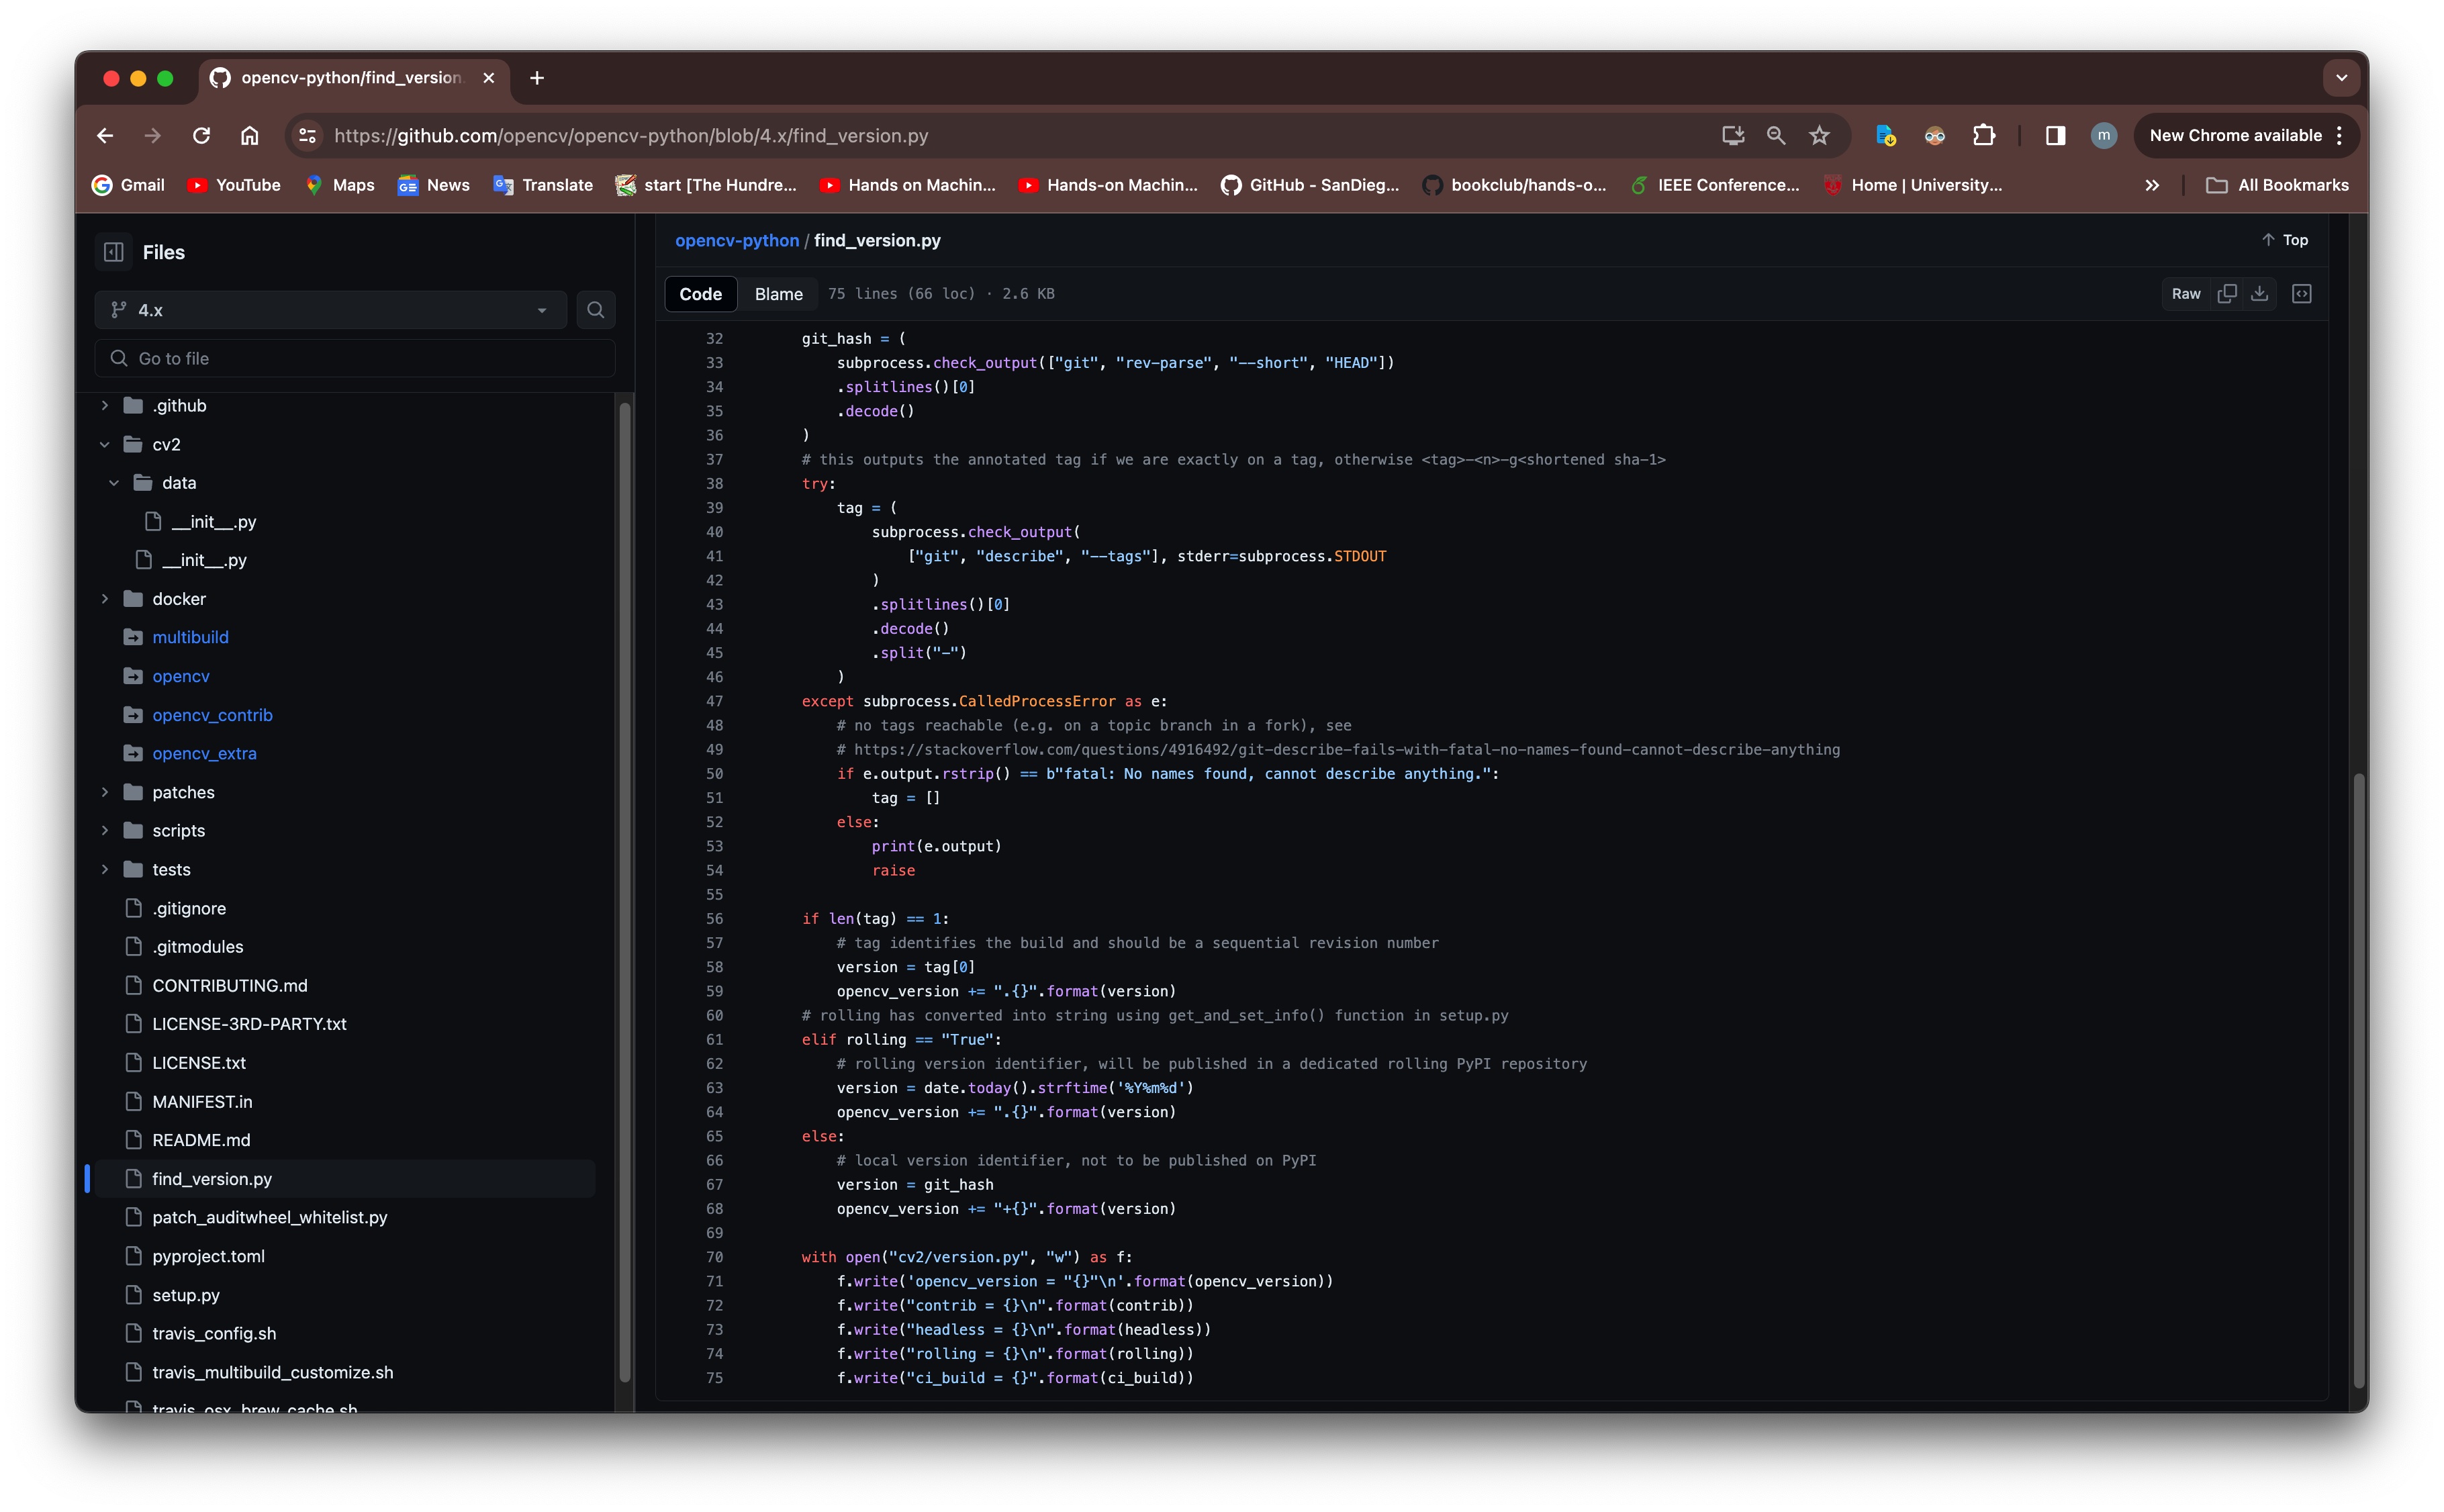 opencv-python/find_version.
https://github.com/opencv/opencv-python/blob/4.x/find_version.py
m
New Chrome available
Gmail YouTube Maps News Translate start [The Hundre... Hands on Machin... Hands-on Machin... GitHub - SanDieg... bookclub/hands-o... IEEE Conference... Home | University... All Bookmarks
Files
4.x
Go to file
.github
cv2
data
__init__.py
__init__.py
docker
multibuild
opencv
opencv_contrib
opencv_extra
patches
scripts
tests
.gitignore
.gitmodules
CONTRIBUTING.md
LICENSE-3RD-PARTY.txt
LICENSE.txt
MANIFEST.in
README.md
find_version.py
patch_auditwheel_whitelist.py
pyproject.toml
setup.py
travis_config.sh
travis_multibuild_customize.sh
travis_osx_brew_cache.sh
opencv-python / find_version.py
Top
Code Blame 75 lines (66 loc) · 2.6 KB
Raw
32 git_hash = (
33 subprocess.check_output(["git", "rev-parse", "--short", "HEAD"])
34 .splitlines()[0]
35 .decode()
36 )
37 # this outputs the annotated tag if we are exactly on a tag, otherwise <tag>-<n>-g<shortened sha-1>
38 try:
39 tag = (
40 subprocess.check_output(
41 ["git", "describe", "--tags"], stderr=subprocess.STDOUT
42 )
43 .splitlines()[0]
44 .decode()
45 .split("-")
46 )
47 except subprocess.CalledProcessError as e:
48 # no tags reachable (e.g. on a topic branch in a fork), see
49 # https://stackoverflow.com/questions/4916492/git-describe-fails-with-fatal-no-names-found-cannot-describe-anything
50 if e.output.rstrip() == b"fatal: No names found, cannot describe anything.":
51 tag = []
52 else:
53 print(e.output)
54 raise
55
56 if len(tag) == 1:
57 # tag identifies the build and should be a sequential revision number
58 version = tag[0]
59 opencv_version += ".{}".format(version)
60 # rolling has converted into string using get_and_set_info() function in setup.py
61 elif rolling == "True":
62 # rolling version identifier, will be published in a dedicated rolling PyPI repository
63 version = date.today().strftime('%Y%m%d')
64 opencv_version += ".{}".format(version)
65 else:
66 # local version identifier, not to be published on PyPI
67 version = git_hash
68 opencv_version += "+{}".format(version)
69
70 with open("cv2/version.py", "w") as f:
71 f.write('opencv_version = "{}"\n'.format(opencv_version))
72 f.write("contrib = {}\n".format(contrib))
73 f.write("headless = {}\n".format(headless))
74 f.write("rolling = {}\n".format(rolling))
75 f.write("ci_build = {}".format(ci_build))